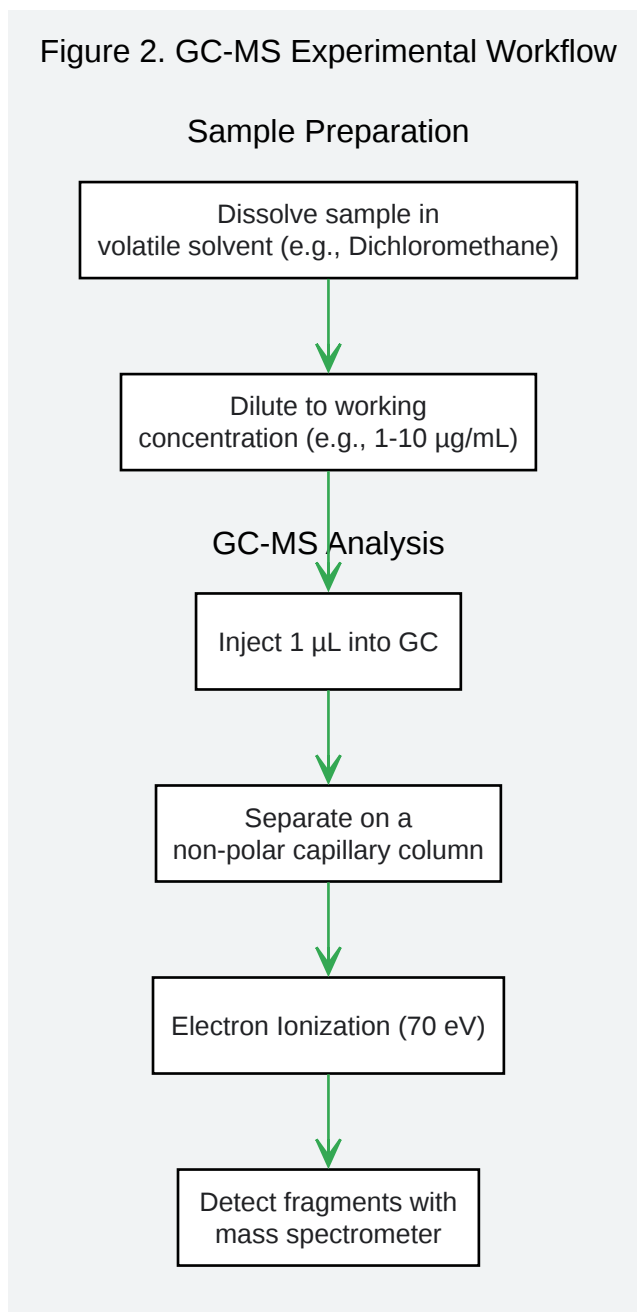 Figure 2. GC-MS Experimental Workflow
Sample Preparation
Dissolve sample in
volatile solvent (e.g., Dichloromethane)
Dilute to working
concentration (e.g., 1-10 µg/mL)
GC-MS Analysis
Inject 1 µL into GC
Separate on a
non-polar capillary column
Electron Ionization (70 eV)
Detect fragments with
mass spectrometer